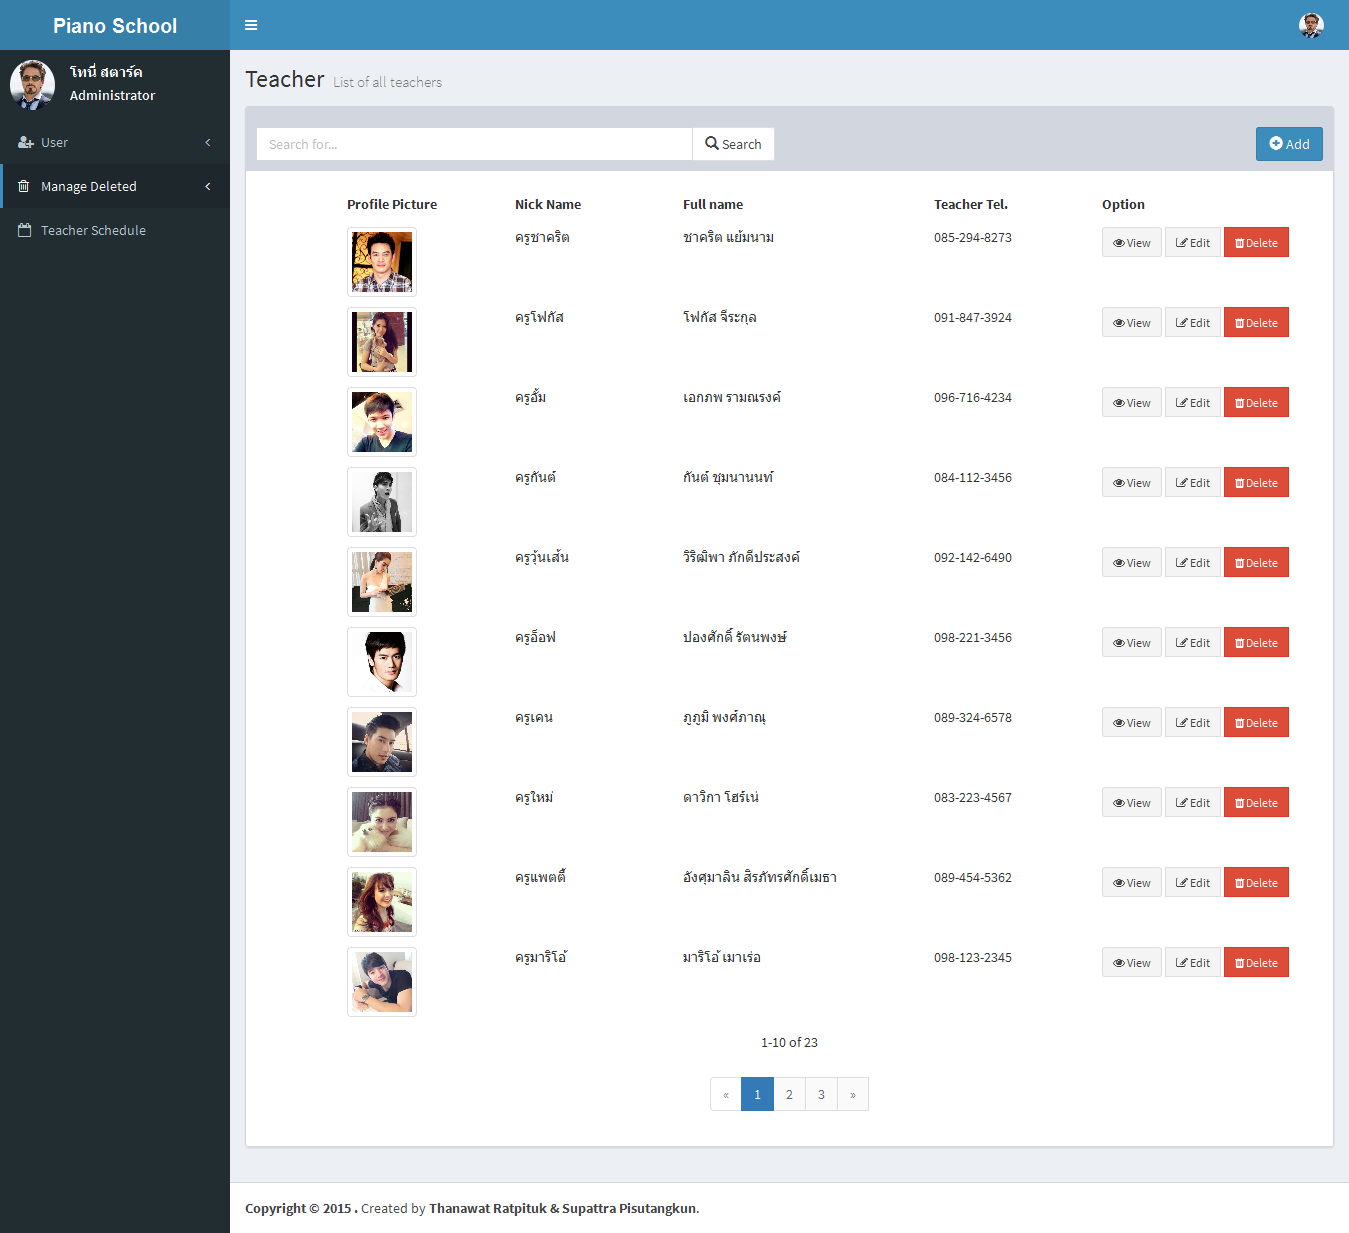 Piano School
โทนี่ สตาร์ค
Administrator
User
Manage Deleted
Teacher Schedule
Teacher List of all teachers
Search for... Search Add
Profile Picture Nick Name Full name Teacher Tel. Option
ครูชาคริต ชาคริต แย้มนาม 085-294-8273 View Edit Delete
ครูโฟกัส โฟกัส จีระกุล 091-847-3924 View Edit Delete
ครูอั้ม เอกภพ รามณรงค์ 096-716-4234 View Edit Delete
ครูกันต์ กันต์ ชุมนานนท์ 084-112-3456 View Edit Delete
ครูวุ้นเส้น วิริฒิพา ภักดีประสงค์ 092-142-6490 View Edit Delete
ครูอ็อฟ ปองศักดิ์ รัตนพงษ์ 098-221-3456 View Edit Delete
ครูเคน ภูภูมิ พงศ์ภาณุ 089-324-6578 View Edit Delete
ครูใหม่ ดาวิกา โฮร์เน่ 083-223-4567 View Edit Delete
ครูแพตตี้ อังศุมาลิน สิรภัทรศักดิ์เมธา 089-454-5362 View Edit Delete
ครูมาริโอ้ มาริโอ้ เมาเร่อ 098-123-2345 View Edit Delete
1-10 of 23
« 1 2 3 »
Copyright © 2015 . Created by Thanawat Ratpituk & Supattra Pisutangkun.